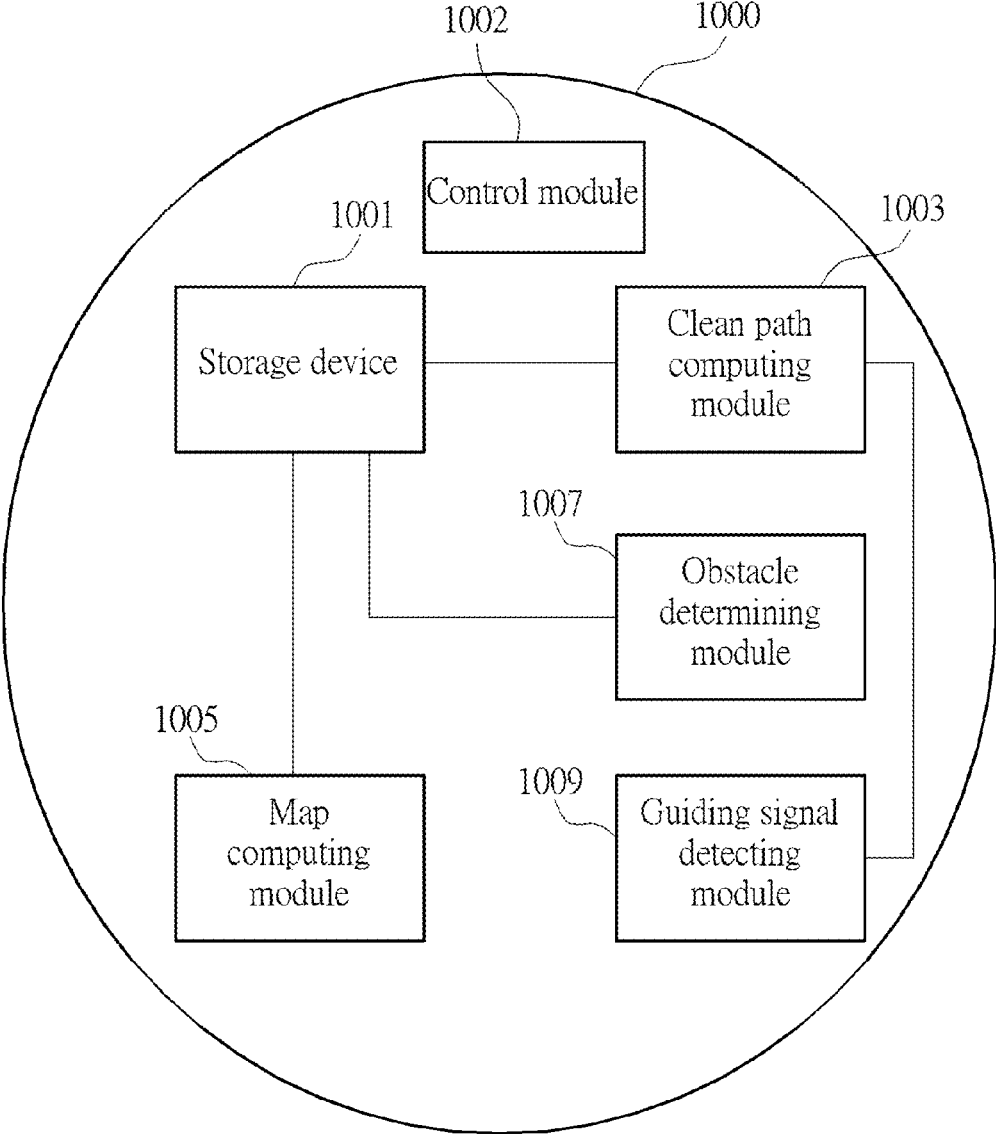 1002
1000
Control module
1001
1003
Storage device
Clean path
computing
module
1007
Obstacle
determining
module
1005
Map
computing
module
1009
Guiding signal
detecting
module